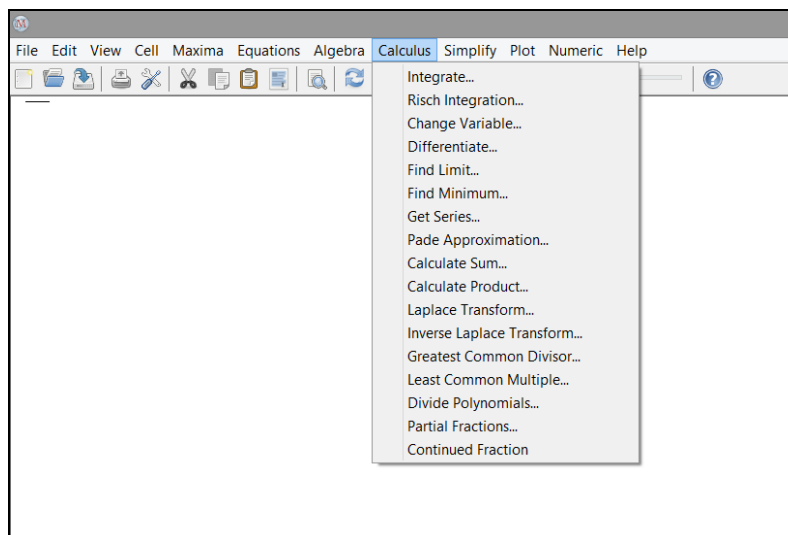 File Edit View Cell Maxima Equations Algebra Calculus Simplify Plot Numeric Help
Integrate...
Risch Integration...
Change Variable...
Differentiate...
Find Limit...
Find Minimum...
Get Series...
Pade Approximation...
Calculate Sum...
Calculate Product...
Laplace Transform...
Inverse Laplace Transform...
Greatest Common Divisor...
Least Common Multiple...
Divide Polynomials...
Partial Fractions...
Continued Fraction